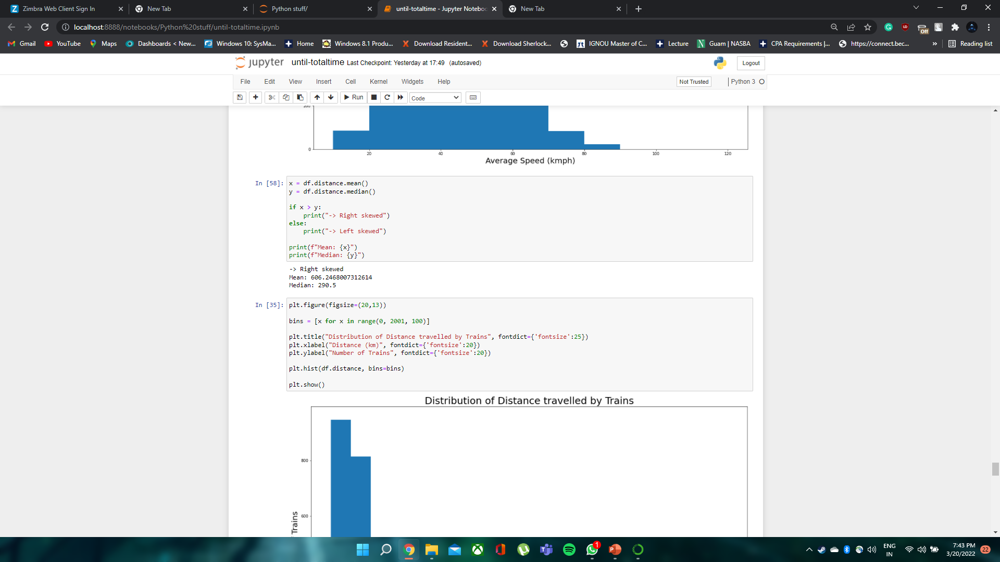 Zimbra Web Client Sign In
New Tab
Python stuff/
until-totaltime - Jupyter Noteboo
New Tab
localhost:8888/notebooks/Python%20stuff/until-totaltime.ipynb
Off
Gmail
YouTube
Maps
Dashboards < New...
Windows 10: SysMa...
Home
Windows 8.1 Produ...
Download Resident...
Download Sherlock...
IGNOU Master of C...
Lecture
Guam | NASBA
CPA Requirements |...
https://connect.bec...
»
Reading list
jupyter until-totaltime Last Checkpoint: Yesterday at 17:49 (autosaved)
Logout
File Edit View Insert Cell Kernel Widgets Help
Not Trusted
Python 3
Run
Code
200
0
20 40 60 80 100 120
Average Speed (kmph)
In [58]:
x = df.distance.mean()
y = df.distance.median()
if x > y:
    print("-> Right skewed")
else:
    print("-> Left skewed")
print(f"Mean: {x}")
print(f"Median: {y}")
-> Right skewed
Mean: 606.2468007312614
Median: 290.5
In [35]:
plt.figure(figsize=(20,13))
bins = [x for x in range(0, 2001, 100)]
plt.title("Distribution of Distance travelled by Trains", fontdict={'fontsize':25})
plt.xlabel("Distance (km)", fontdict={'fontsize':20})
plt.ylabel("Number of Trains", fontdict={'fontsize':20})
plt.hist(df.distance, bins=bins)
plt.show()
Distribution of Distance travelled by Trains
800
600
Trains
1
ENG
IN
7:43 PM
3/20/2022
22